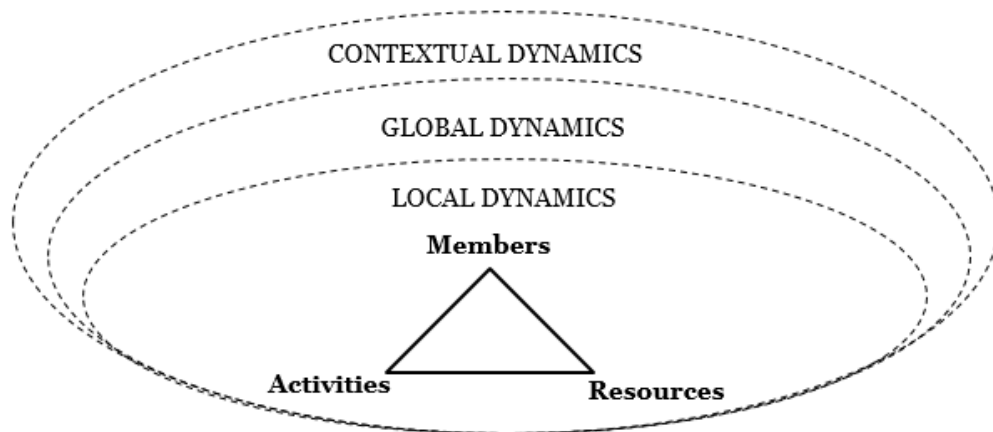 CONTEXTUAL DYNAMICS
GLOBAL DYNAMICS
LOCAL DYNAMICS
Members
Activities
Resources